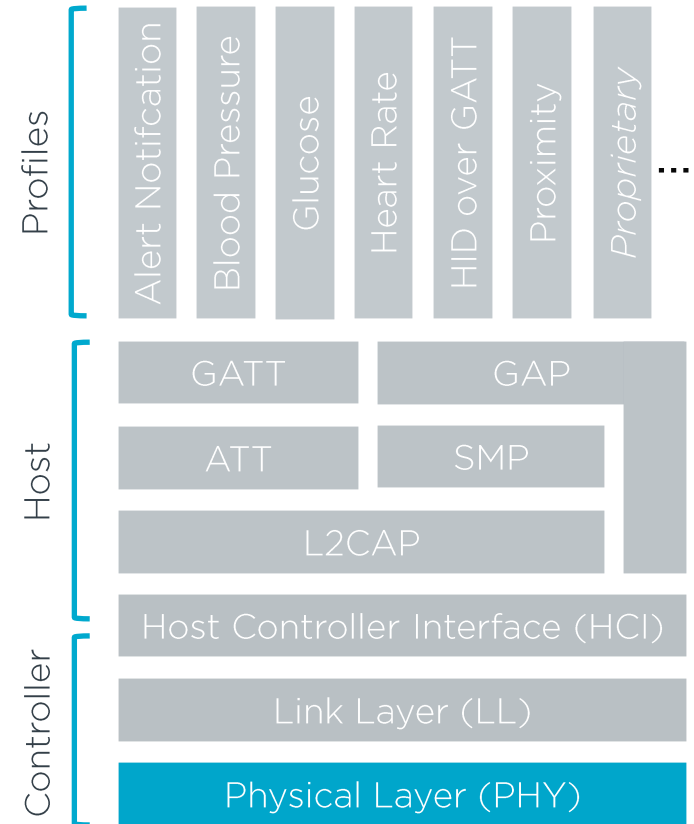 Profiles
Alert Notifcation
Blood Pressure
Glucose
Heart Rate
HID over GATT
Proximity
Proprietary
...
Host
GATT
GAP
ATT
SMP
L2CAP
Host Controller Interface (HCI)
Controller
Link Layer (LL)
Physical Layer (PHY)